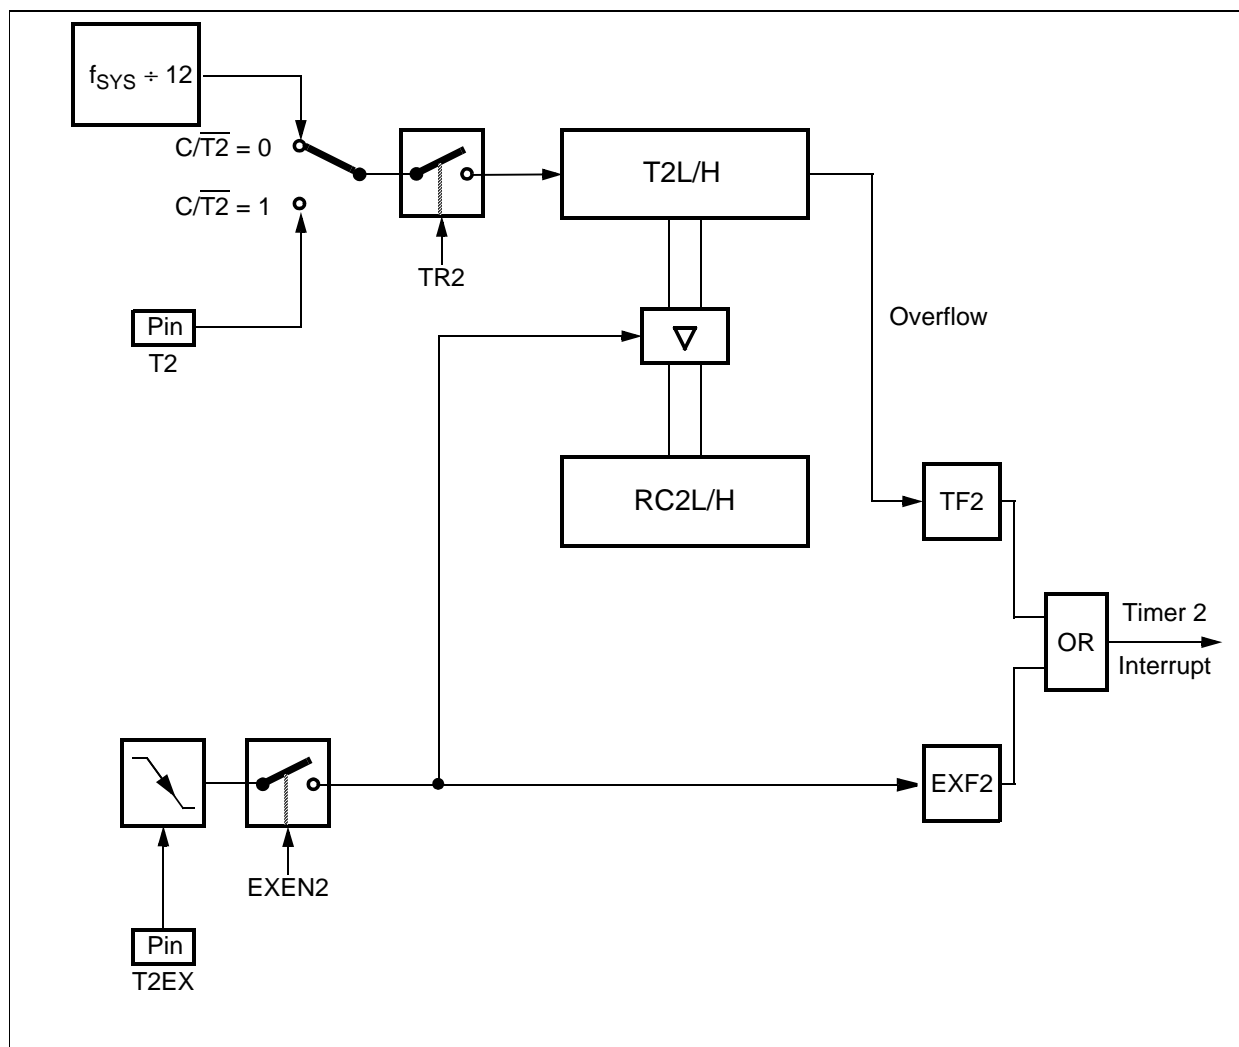 fSYS ÷ 12
C/T2 = 0
C/T2 = 1
TR2
T2L/H
Pin
T2
Overflow
RC2L/H
TF2
Timer 2
OR
Interrupt
EXF2
EXEN2
Pin
T2EX